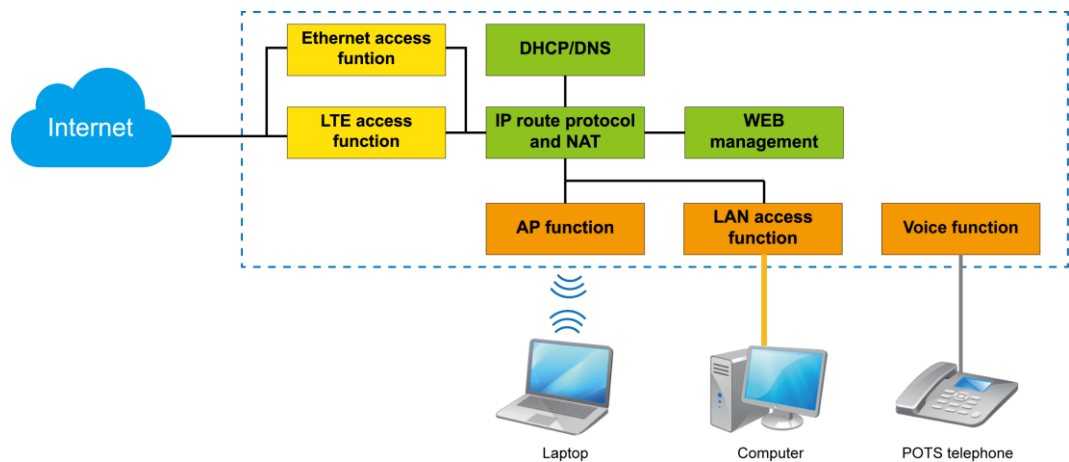 Ethernet access
funtion
DHCP/DNS
Internet
LTE access
function
IP route protocol
and NAT
WEB
management
AP function
LAN access
function
Voice function
Laptop
Computer
POTS telephone